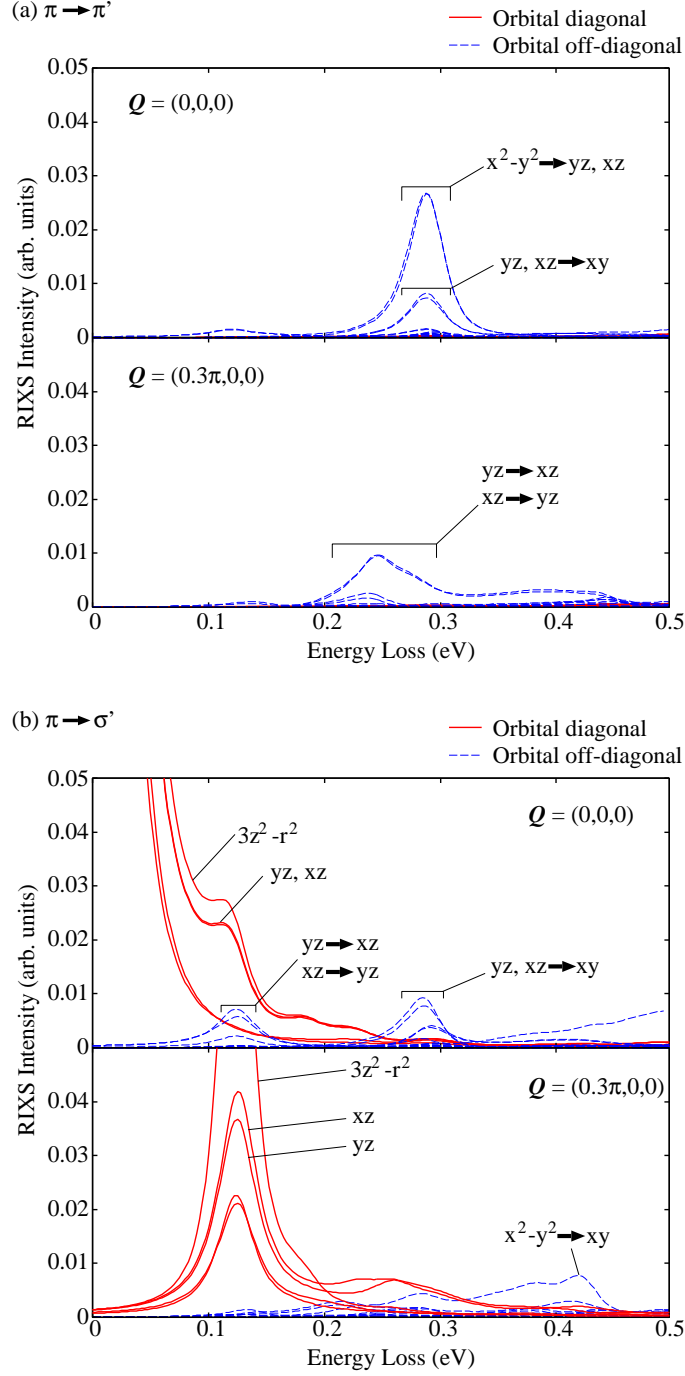 (a) π → π'
Orbital diagonal
Orbital off-diagonal
0.05
Q = (0,0,0)
0.04
x²-y² → yz, xz
0.03
0.02
yz, xz → xy
0.01
0
RIXS Intensity (arb. units)
Q = (0.3π,0,0)
0.04
0.03
yz → xz
xz → yz
0.02
0.01
0
0 0.1 0.2 0.3 0.4 0.5
Energy Loss (eV)
(b) π → σ'
Orbital diagonal
Orbital off-diagonal
0.05
Q = (0,0,0)
0.04
3z²-r²
yz, xz
0.03
yz → xz
xz → yz
yz, xz → xy
0.02
0.01
0
RIXS Intensity (arb. units)
3z²-r²
Q = (0.3π,0,0)
0.04
xz
yz
0.03
0.02
x²-y² → xy
0.01
0
0 0.1 0.2 0.3 0.4 0.5
Energy Loss (eV)